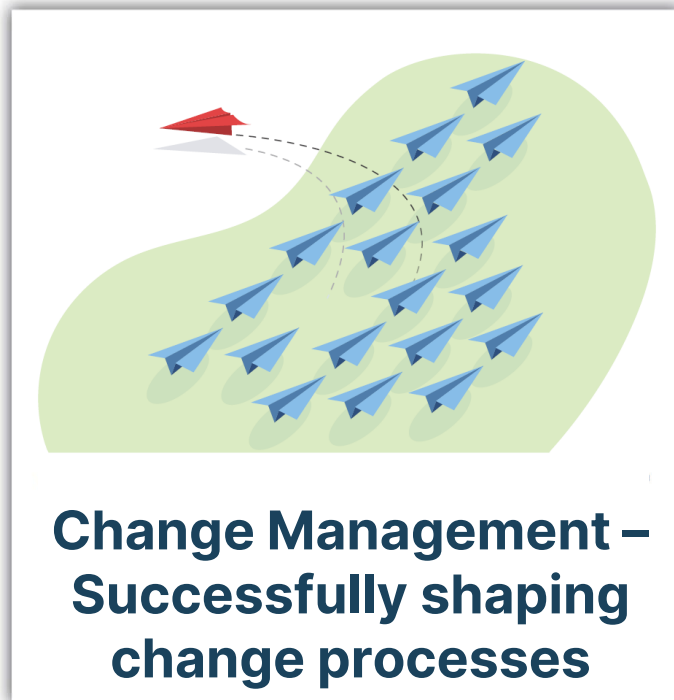 Change Management –
Successfully shaping
change processes